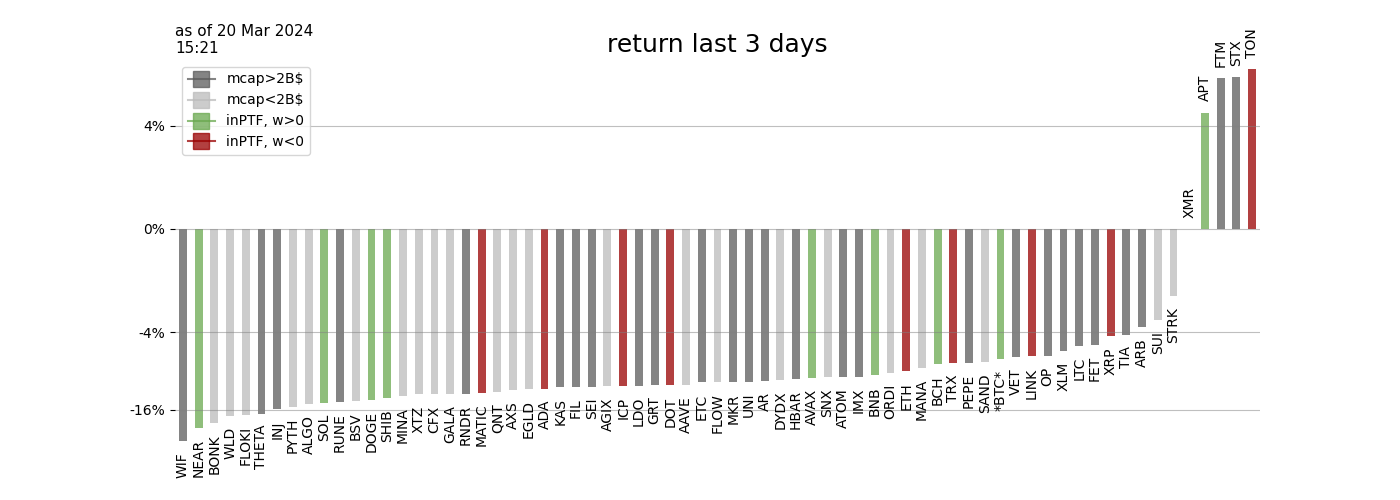 as of 20 Mar 2024
15:21
return last 3 days
mcap>2B$
mcap<2B$
inPTF, w>0
inPTF, w<0
4%
0%
-4%
-16%
WIF
NEAR
BONK
WLD
FLOKI
THETA
INJ
PYTH
ALGO
SOL
RUNE
BSV
DOGE
SHIB
MINA
XTZ
CFX
GALA
RNDR
MATIC
QNT
AXS
EGLD
ADA
KAS
FIL
SEI
AGIX
ICP
LDO
GRT
DOT
AAVE
ETC
FLOW
MKR
UNI
AR
DYDX
HBAR
AVAX
SNX
ATOM
IMX
BNB
ORDI
ETH
MANA
BCH
TRX
PEPE
SAND
*BTC*
VET
LINK
OP
XLM
LTC
FET
XRP
TIA
ARB
SUI
STRK
XMR
APT
FTM
STX
TON